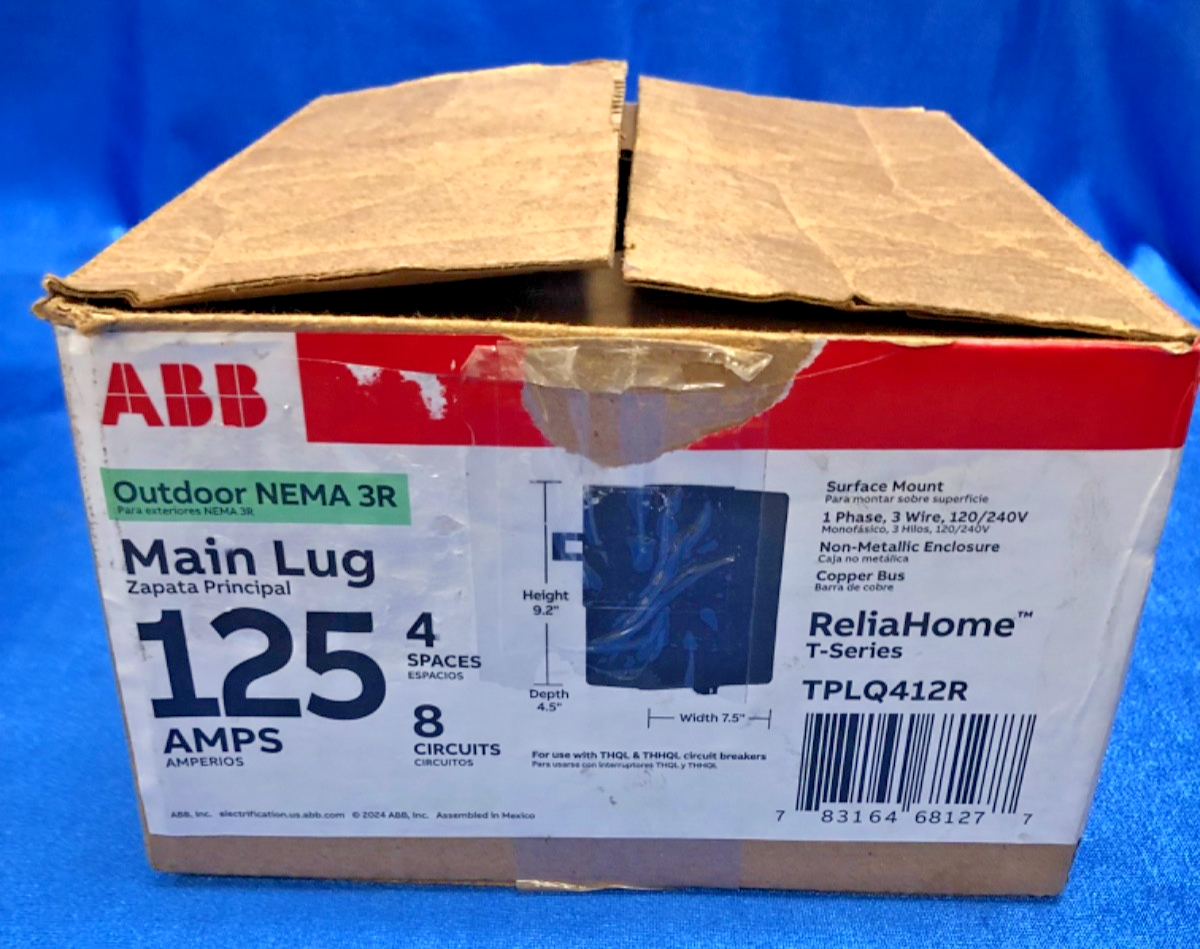 ABB
Outdoor NEMA 3R
Para exteriores NEMA 3R
Main Lug
Zapata Principal
125
AMPS
AMPERIOS
4
SPACES
ESPACIOS
8
CIRCUITS
CIRCUITOS
Height
9.2"
Depth
4.5"
Width 7.5"
For use with THQL & THHQL circuit breakers
Para usarse con interruptores THQL y THHQL
Surface Mount
Para montar sobre superficie
1 Phase, 3 Wire, 120/240V
Monofásico, 3 Hilos, 120/240V
Non-Metallic Enclosure
Caja no metálica
Copper Bus
Barra de cobre
ReliaHome™
T-Series
TPLQ412R
7 83164 68127 7
ABB, Inc. electrification.us.abb.com © 2024 ABB, Inc. Assembled in Mexico